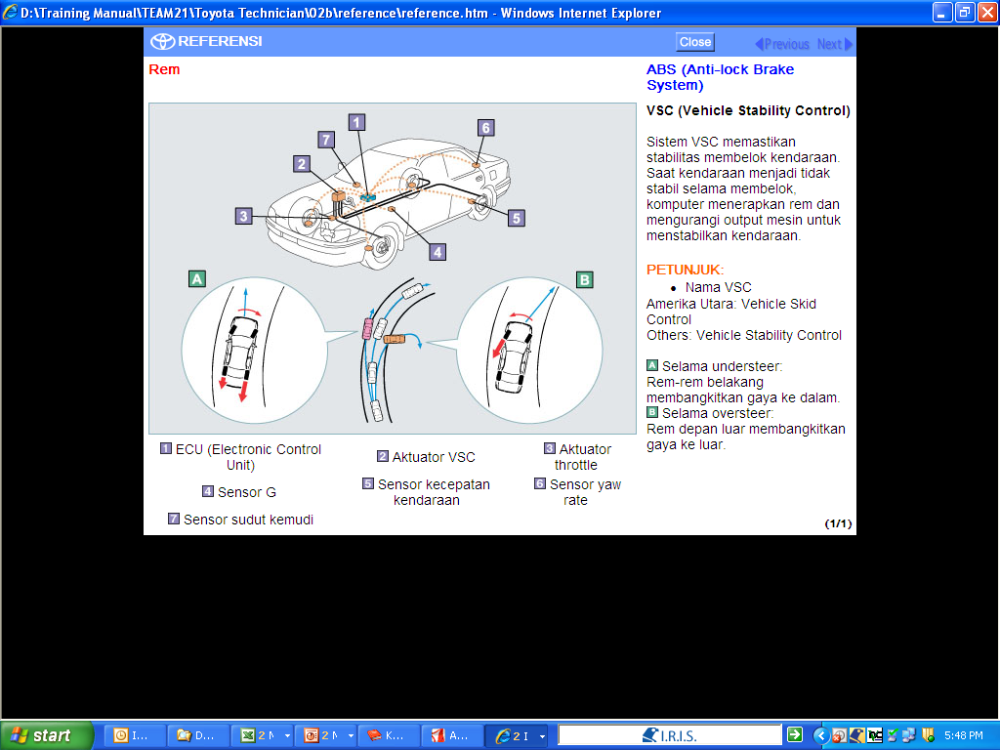 D:\Training Manual\TEAM21\Toyota Technician\02b\reference\reference.htm - Windows Internet Explorer
REFERENSI
Close
Previous Next
Rem
1
7
6
2
3
5
4
A
B
1 ECU (Electronic Control
Unit)
2 Aktuator VSC
3 Aktuator
throttle
4 Sensor G
5 Sensor kecepatan
kendaraan
6 Sensor yaw
rate
7 Sensor sudut kemudi
ABS (Anti-lock Brake
System)
VSC (Vehicle Stability Control)
Sistem VSC memastikan
stabilitas membelok kendaraan.
Saat kendaraan menjadi tidak
stabil selama membelok,
komputer menerapkan rem dan
mengurangi output mesin untuk
menstabilkan kendaraan.
PETUNJUK:
● Nama VSC
Amerika Utara: Vehicle Skid
Control
Others: Vehicle Stability Control
A Selama understeer:
Rem-rem belakang
membangkitkan gaya ke dalam.
B Selama oversteer:
Rem depan luar membangkitkan
gaya ke luar.
(1/1)
start
I...
D...
2 M
2 M
K...
A...
2 I
I.R.I.S.
5:48 PM